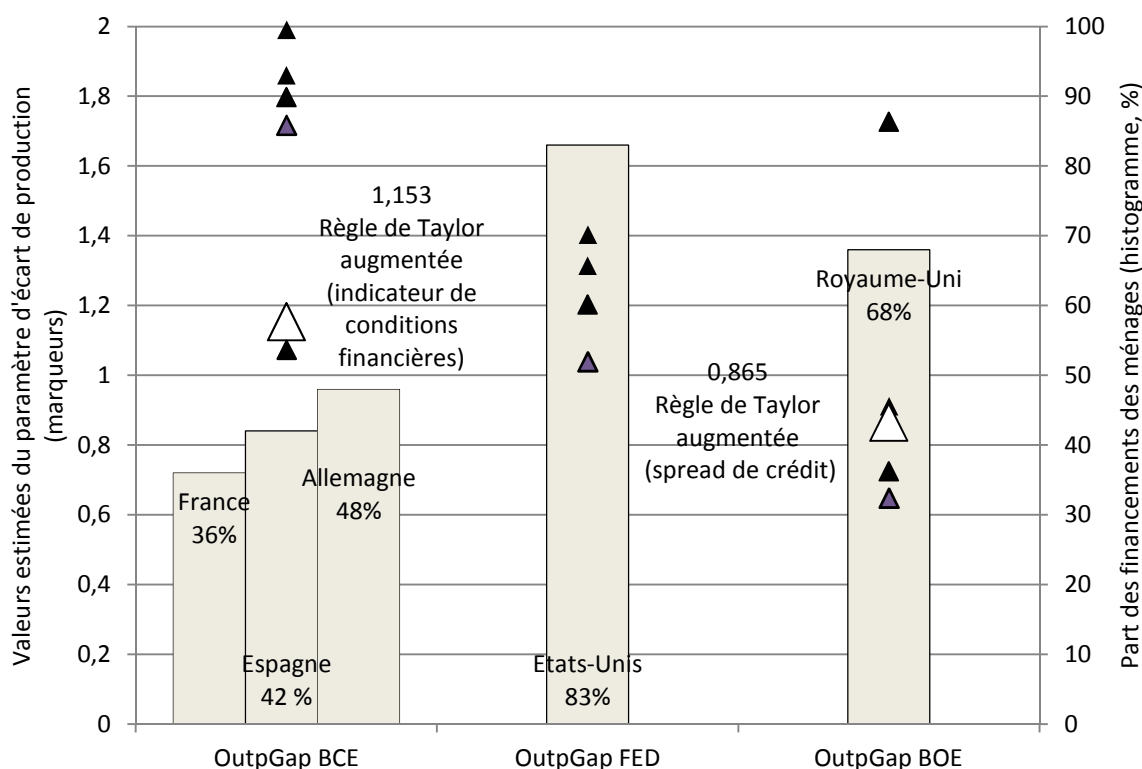 Valeurs estimées du paramètre d'écart de production
(marqueurs)
2
1,8
1,6
1,4
1,2
1
0,8
0,6
0,4
0,2
0
1,153
Règle de Taylor
augmentée
(indicateur de
conditions
financières)
0,865
Règle de Taylor
augmentée
(spread de crédit)
France
36%
Espagne
42 %
Allemagne
48%
Etats-Unis
83%
Royaume-Uni
68%
OutpGap BCE
OutpGap FED
OutpGap BOE
100
90
80
70
60
50
40
30
20
10
0
Part des financements des ménages (histogramme, %)